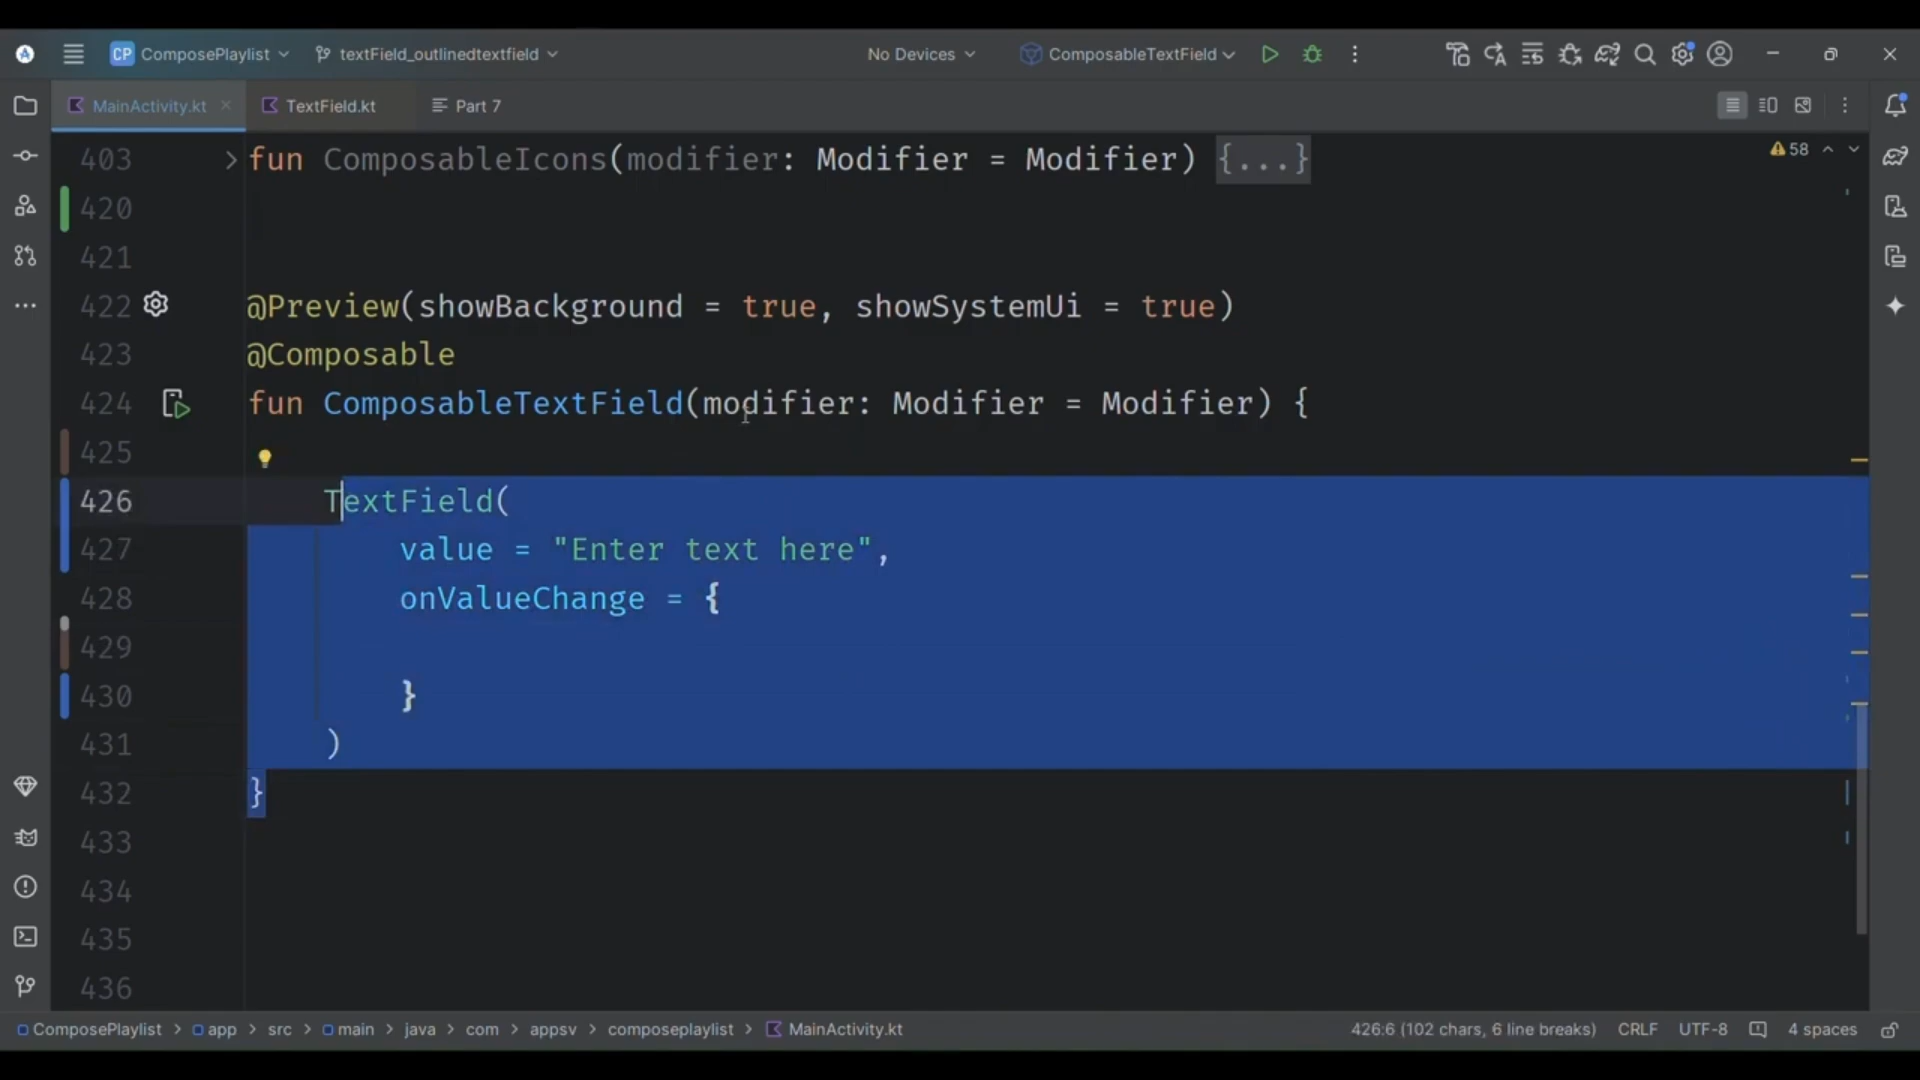 CP ComposePlaylist textField_outlinedtextfield No Devices ComposableTextField
MainActivity.kt TextField.kt Part 7
403 fun ComposableIcons(modifier: Modifier = Modifier) {...} 58
420
421
422 @Preview(showBackground = true, showSystemUi = true)
423 @Composable
424 fun ComposableTextField(modifier: Modifier = Modifier) {
425
426 TextField(
427 value = "Enter text here",
428 onValueChange = {
429
430 }
431 )
432 }
433
434
435
436
ComposePlaylist > app > src > main > java > com > appsv > composeplaylist > MainActivity.kt 426:6 (102 chars, 6 line breaks) CRLF UTF-8 4 spaces